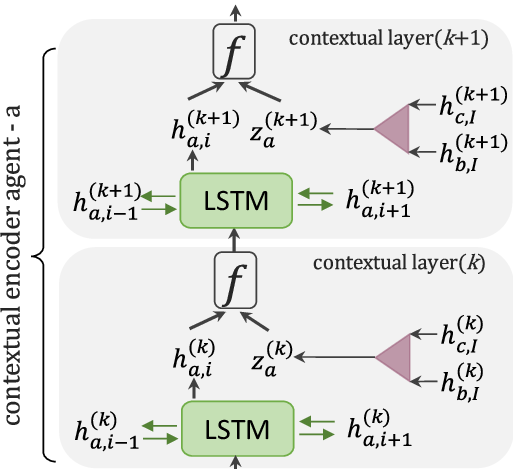 contextual layer(k+1)
f
h_{a,i}^{(k+1)} z_a^{(k+1)} h_{c,I}^{(k+1)}
h_{b,I}^{(k+1)}
h_{a,i-1}^{(k+1)} LSTM h_{a,i+1}^{(k+1)}
contextual encoder agent - a
contextual layer(k)
f
h_{a,i}^{(k)} z_a^{(k)} h_{c,I}^{(k)}
h_{b,I}^{(k)}
h_{a,i-1}^{(k)} LSTM h_{a,i+1}^{(k)}